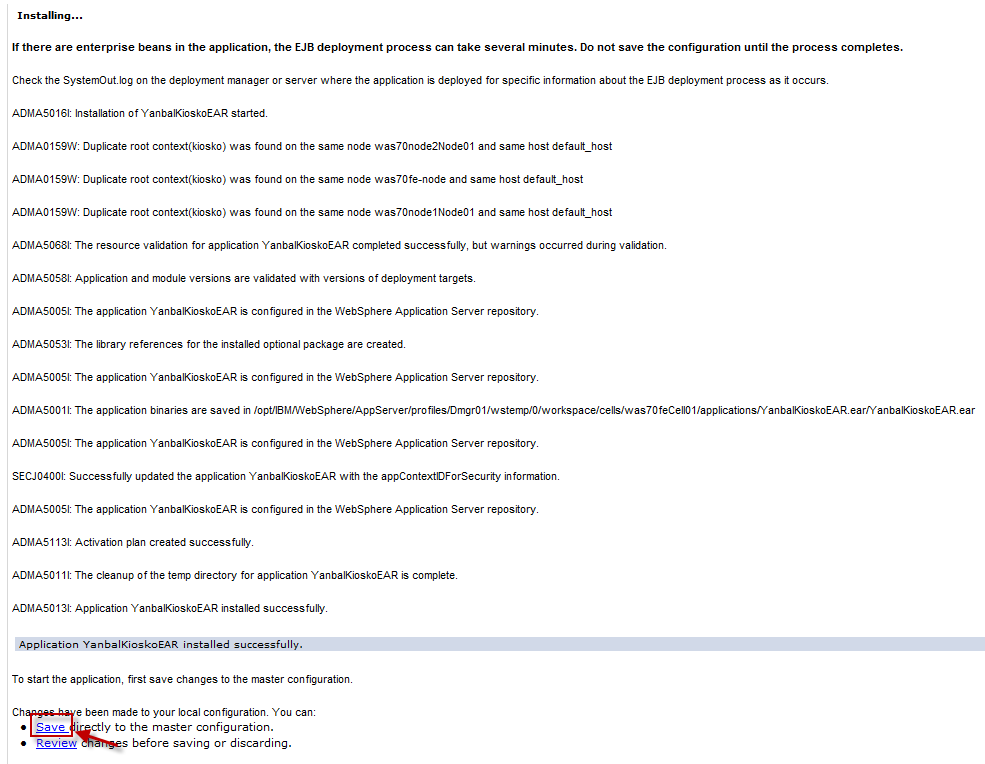 Installing...
If there are enterprise beans in the application, the EJB deployment process can take several minutes. Do not save the configuration until the process completes.
Check the SystemOut.log on the deployment manager or server where the application is deployed for specific information about the EJB deployment process as it occurs.
ADMA5016I: Installation of YanbalKioskoEAR started.
ADMA0159W: Duplicate root context(kiosko) was found on the same node was70node2Node01 and same host default_host
ADMA0159W: Duplicate root context(kiosko) was found on the same node was70fe-node and same host default_host
ADMA0159W: Duplicate root context(kiosko) was found on the same node was70node1Node01 and same host default_host
ADMA5068I: The resource validation for application YanbalKioskoEAR completed successfully, but warnings occurred during validation.
ADMA5058I: Application and module versions are validated with versions of deployment targets.
ADMA5005I: The application YanbalKioskoEAR is configured in the WebSphere Application Server repository.
ADMA5053I: The library references for the installed optional package are created.
ADMA5005I: The application YanbalKioskoEAR is configured in the WebSphere Application Server repository.
ADMA5001I: The application binaries are saved in /opt/IBM/WebSphere/AppServer/profiles/Dmgr01/wstemp/0/workspace/cells/was70feCell01/applications/YanbalKioskoEAR.ear/YanbalKioskoEAR.ear
ADMA5005I: The application YanbalKioskoEAR is configured in the WebSphere Application Server repository.
SECJ0400I: Successfully updated the application YanbalKioskoEAR with the appContextIDForSecurity information.
ADMA5005I: The application YanbalKioskoEAR is configured in the WebSphere Application Server repository.
ADMA5113I: Activation plan created successfully.
ADMA5011I: The cleanup of the temp directory for application YanbalKioskoEAR is complete.
ADMA5013I: Application YanbalKioskoEAR installed successfully.
Application YanbalKioskoEAR installed successfully.
To start the application, first save changes to the master configuration.
Changes have been made to your local configuration. You can:
• Save directly to the master configuration.
• Review changes before saving or discarding.